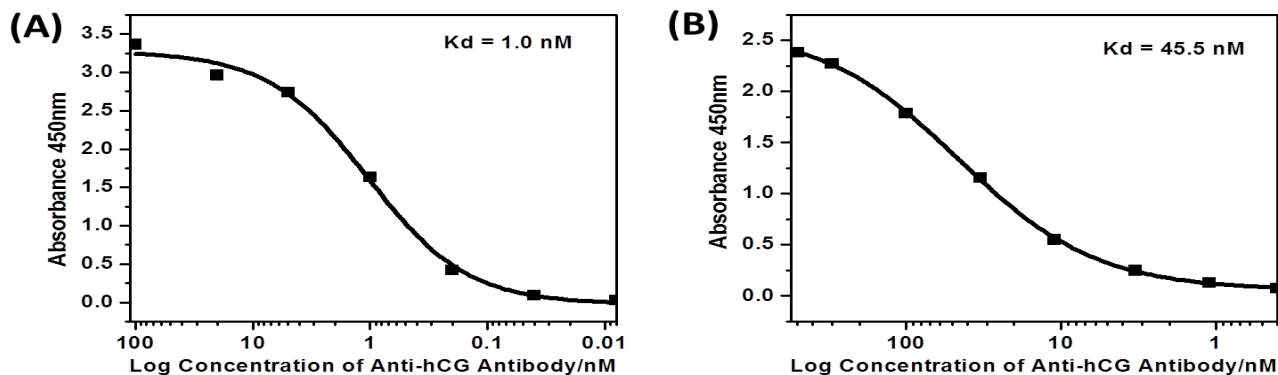 (A)
Kd = 1.0 nM
Absorbance 450nm
3.5
3.0
2.5
2.0
1.5
1.0
0.5
0.0
100 10 1 0.1 0.01
Log Concentration of Anti-hCG Antibody/nM
(B)
Kd = 45.5 nM
Absorbance 450nm
2.5
2.0
1.5
1.0
0.5
0.0
100 10 1
Log Concentration of Anti-hCG Antibody/nM